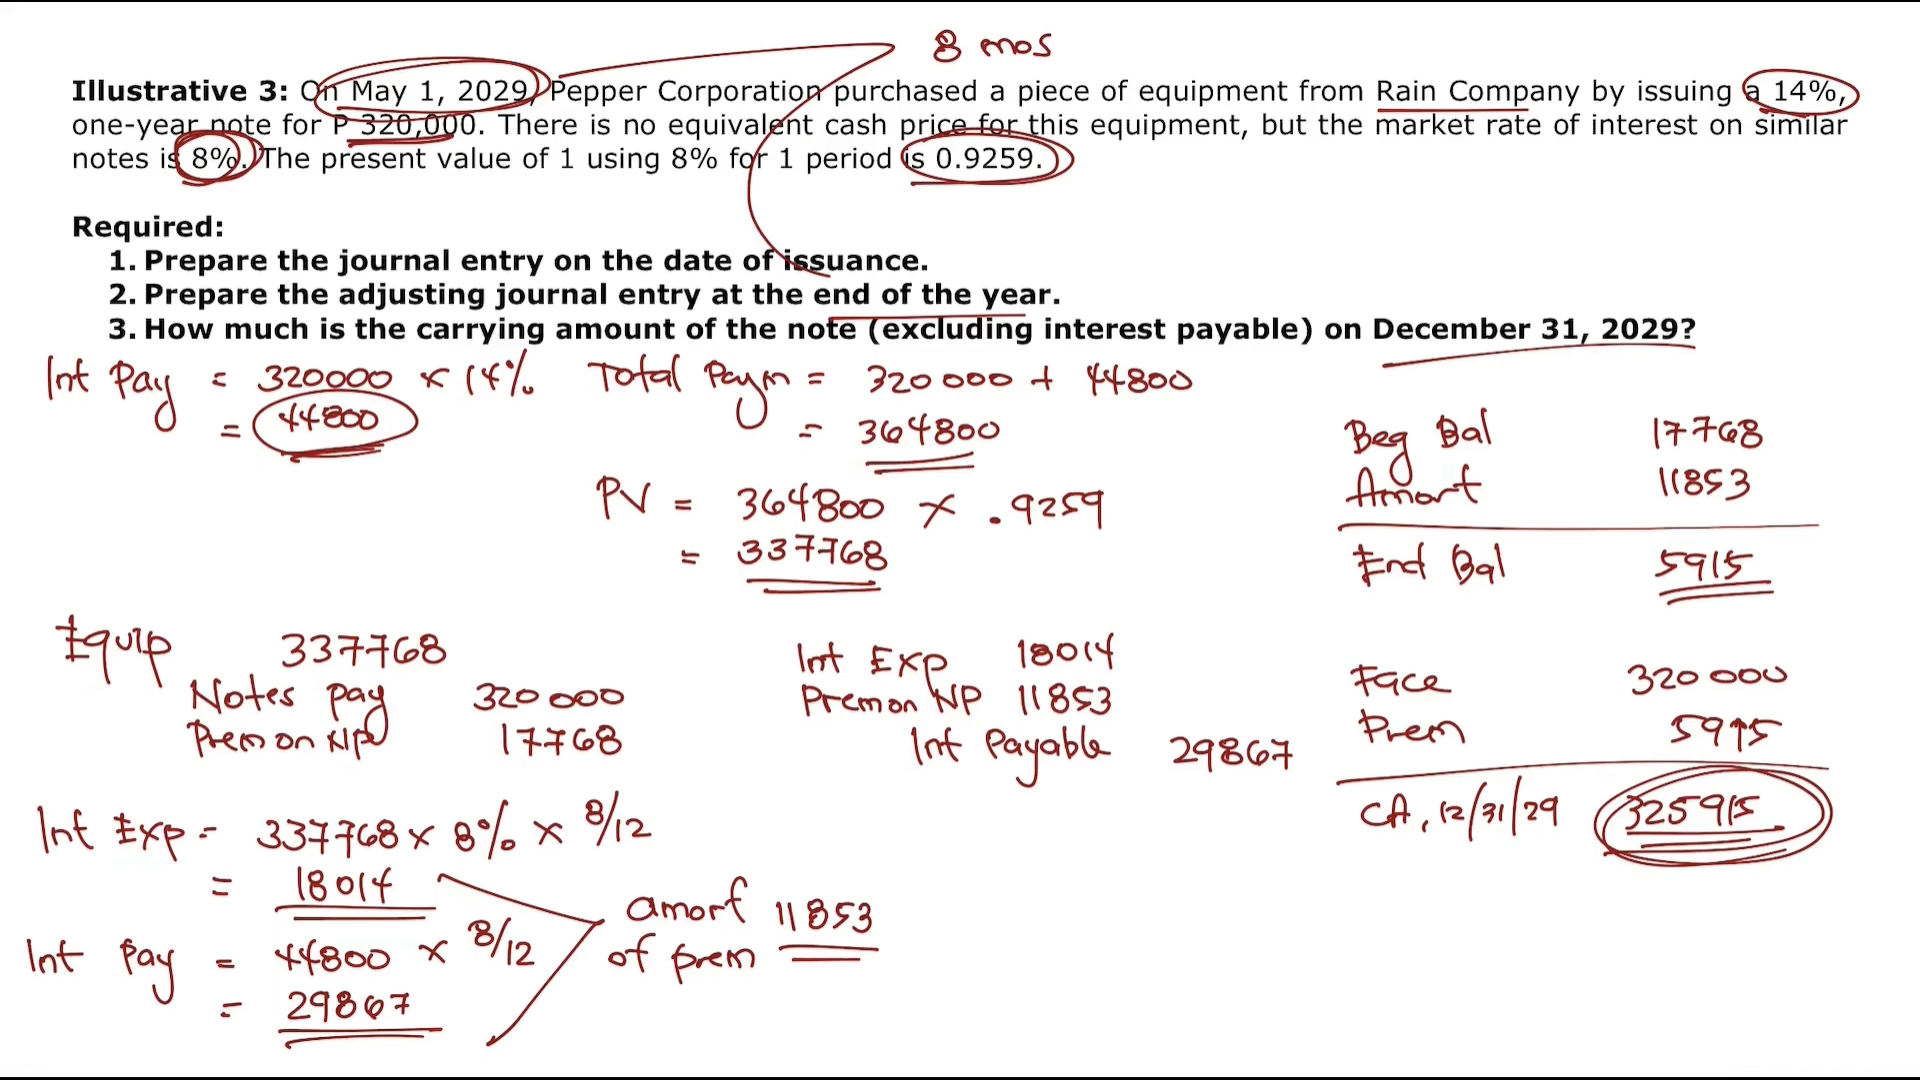 8 mos
Illustrative 3: On May 1, 2029, Pepper Corporation purchased a piece of equipment from Rain Company by issuing a 14%,
one-year note for P 320,000. There is no equivalent cash price for this equipment, but the market rate of interest on similar
notes is 8%. The present value of 1 using 8% for 1 period is 0.9259.
Required:
1. Prepare the journal entry on the date of issuance.
2. Prepare the adjusting journal entry at the end of the year.
3. How much is the carrying amount of the note (excluding interest payable) on December 31, 2029?
Int Pay = 320000 x 14%
= 44800
Total Paym = 320000 + 44800
= 364800
PV = 364800 x .9259
= 337768
Beg Bal 17768
Amort 11853
End Bal 5915
Equip 337768
Notes pay 320000
Prem on NP 17768
Int Exp 18014
Prem on NP 11853
Int Payable 29867
Face 320000
Prem 5915
CA, 12/31/29 325915
Int Exp = 337768 x 8% x 8/12
= 18014
Int Pay = 44800 x 8/12
= 29867
amort of prem 11853